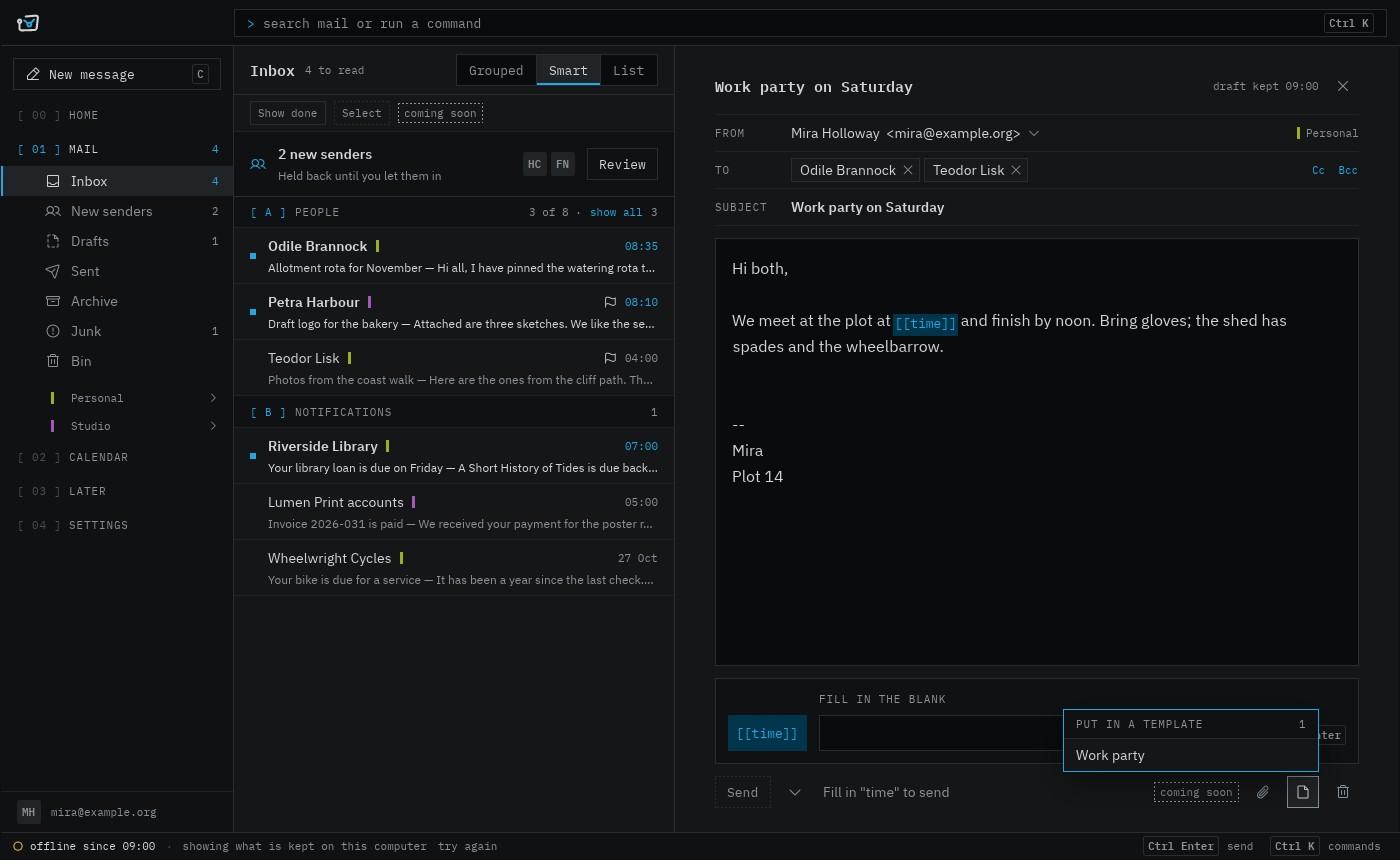 > search mail or run a command Ctrl K
New message C
[ 00 ] HOME
[ 01 ] MAIL 4
Inbox 4
New senders 2
Drafts 1
Sent
Archive
Junk 1
Bin
Personal
Studio
[ 02 ] CALENDAR
[ 03 ] LATER
[ 04 ] SETTINGS
MH mira@example.org
Inbox 4 to read Grouped Smart List
Show done Select coming soon
2 new senders
Held back until you let them in
HC FN Review
[ A ] PEOPLE 3 of 8 · show all 3
Odile Brannock 08:35
Allotment rota for November — Hi all, I have pinned the watering rota t…
Petra Harbour 08:10
Draft logo for the bakery — Attached are three sketches. We like the se…
Teodor Lisk 04:00
Photos from the coast walk — Here are the ones from the cliff path. Th…
[ B ] NOTIFICATIONS 1
Riverside Library 07:00
Your library loan is due on Friday — A Short History of Tides is due back…
Lumen Print accounts 05:00
Invoice 2026-031 is paid — We received your payment for the poster r…
Wheelwright Cycles 27 Oct
Your bike is due for a service — It has been a year since the last check.…
Work party on Saturday draft kept 09:00
FROM Mira Holloway <mira@example.org> Personal
TO Odile Brannock Teodor Lisk Cc Bcc
SUBJECT Work party on Saturday
Hi both,
We meet at the plot at [[time]] and finish by noon. Bring gloves; the shed has
spades and the wheelbarrow.
--
Mira
Plot 14
FILL IN THE BLANK
[[time]]
PUT IN A TEMPLATE 1
Work party
Send Fill in "time" to send coming soon
offline since 09:00 · showing what is kept on this computer try again Ctrl Enter send Ctrl K commands